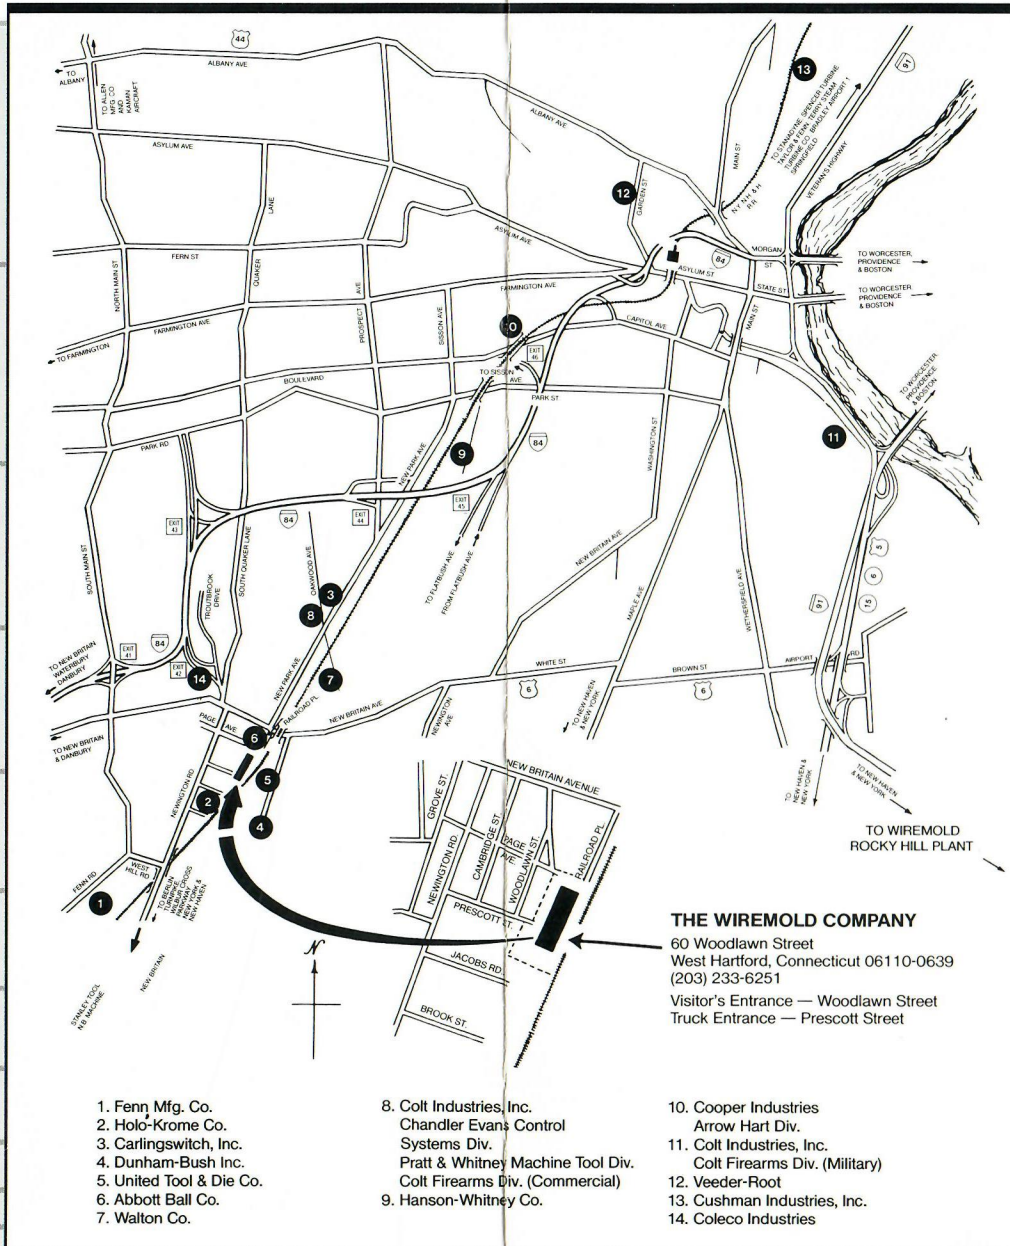 44
ALBANY AVE
TO
ALBANY
TO ALLEN
MFG. CO.
AND
KAMAN
AIRCRAFT
ASYLUM AVE
ALBANY AVE
13
91
TO STANADYNE SPENCER TURBINE
TAYLOR & FENN TERRY STEAM
TURBINE CO. BRADLEY AIRPORT
SPRINGFIELD
MAIN ST
VETERAN'S HIGHWAY
12
GARDEN ST
N.Y. N.H & H
R.R.
LANE
QUAKER
NORTH MAIN ST
FERN ST
ASYLUM AVE
84
MORGAN
ST
ASYLUM ST
STATE ST
TO WORCESTER,
PROVIDENCE
& BOSTON
TO WORCESTER
PROVIDENCE
& BOSTON
FARMINGTON AVE
AVE
PROSPECT
SISSON AVE
FARMINGTON AVE
TO FARMINGTON
CAPITOL AVE
MAIN ST
0
EXIT
46
TO SISSON
AVE
BOULEVARD
PARK ST
TO WORCESTER
PROVIDENCE
& BOSTON
PARK RD
NEW PARK AVE
9
84
WASHINGTON ST
11
EXIT
43
84
EXIT
44
EXIT
45
SOUTH MAIN ST
SOUTH QUAKER LANE
OAKWOOD AVE
TO FLATBUSH AVE
FROM FLATBUSH AVE
NEW BRITAIN AVE
5
6
15
91
TROUTBROOK
DRIVE
3
8
MAPLE AVE
WETHERSFIELD AVE
TO NEW BRITAIN
WATERBURY
DANBURY
EXIT
41
84
EXIT
42
14
NEW PARK AVE
7
WHITE ST
6
BROWN ST
6
AIRPORT
RD
RAILROAD PL.
NEW BRITAIN AVE
NEWINGTON
AVE
TO NEW HAVEN
& NEW YORK
PAGE
AVE
6
TO NEW BRITAIN
& DANBURY
NEWINGTON RD
5
2
4
TO
NEW HAVEN &
NEW YORK
TO NEW HAVEN
& NEW YORK
TO WIREMOLD
ROCKY HILL PLANT
FENN RD
WEST
HILL RD
1
TO BERLIN
TURNPIKE,
WILBUR CROSS
PARKWAY
NEW YORK &
NEW HAVEN
NEW BRITAIN
STANLEY TOOL
N.B. MACHINE
N
NEW BRITAIN AVENUE
GROVE ST.
NEWINGTON RD.
CAMBRIDGE ST.
PAGE
AVE
WOODLAWN ST.
RAILROAD PL.
PRESCOTT ST.
JACOBS RD.
BROOK ST.
THE WIREMOLD COMPANY
60 Woodlawn Street
West Hartford, Connecticut 06110-0639
(203) 233-6251
Visitor's Entrance — Woodlawn Street
Truck Entrance — Prescott Street
1. Fenn Mfg. Co.
2. Holo-Krome Co.
3. Carlingswitch, Inc.
4. Dunham-Bush Inc.
5. United Tool & Die Co.
6. Abbott Ball Co.
7. Walton Co.
8. Colt Industries, Inc.
Chandler Evans Control
Systems Div.
Pratt & Whitney Machine Tool Div.
Colt Firearms Div. (Commercial)
9. Hanson-Whitney Co.
10. Cooper Industries
Arrow Hart Div.
11. Colt Industries, Inc.
Colt Firearms Div. (Military)
12. Veeder-Root
13. Cushman Industries, Inc.
14. Coleco Industries